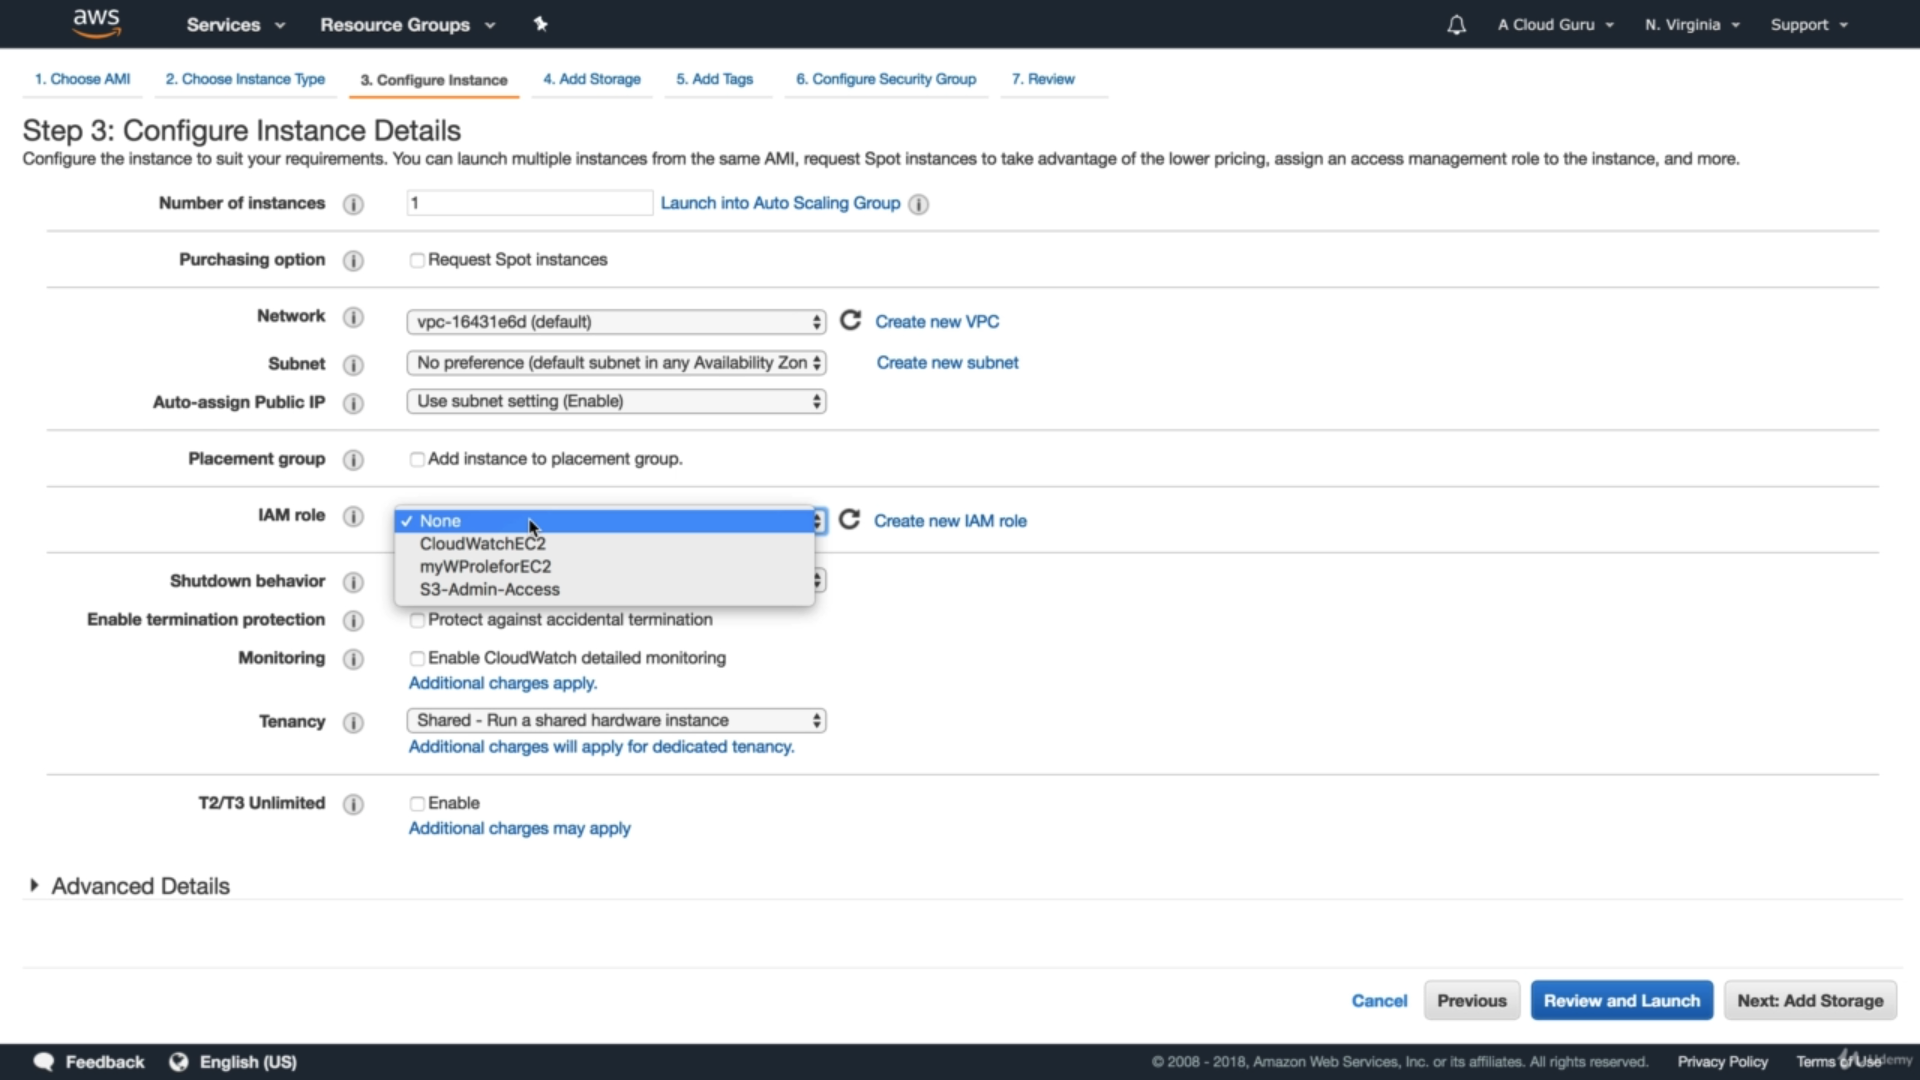 aws Services Resource Groups A Cloud Guru N. Virginia Support
1. Choose AMI 2. Choose Instance Type 3. Configure Instance 4. Add Storage 5. Add Tags 6. Configure Security Group 7. Review
Step 3: Configure Instance Details
Configure the instance to suit your requirements. You can launch multiple instances from the same AMI, request Spot instances to take advantage of the lower pricing, assign an access management role to the instance, and more.
Number of instances i 1 Launch into Auto Scaling Group i
Purchasing option i Request Spot instances
Network i vpc-16431e6d (default) Create new VPC
Subnet i No preference (default subnet in any Availability Zon Create new subnet
Auto-assign Public IP i Use subnet setting (Enable)
Placement group i Add instance to placement group.
IAM role i ✓ None Create new IAM role
CloudWatchEC2
myWProleforEC2
S3-Admin-Access
Shutdown behavior i
Enable termination protection i Protect against accidental termination
Monitoring i Enable CloudWatch detailed monitoring
Additional charges apply.
Tenancy i Shared - Run a shared hardware instance
Additional charges will apply for dedicated tenancy.
T2/T3 Unlimited i Enable
Additional charges may apply
Advanced Details
Cancel Previous Review and Launch Next: Add Storage
Feedback English (US) © 2008 - 2018, Amazon Web Services, Inc. or its affiliates. All rights reserved. Privacy Policy Terms of Use